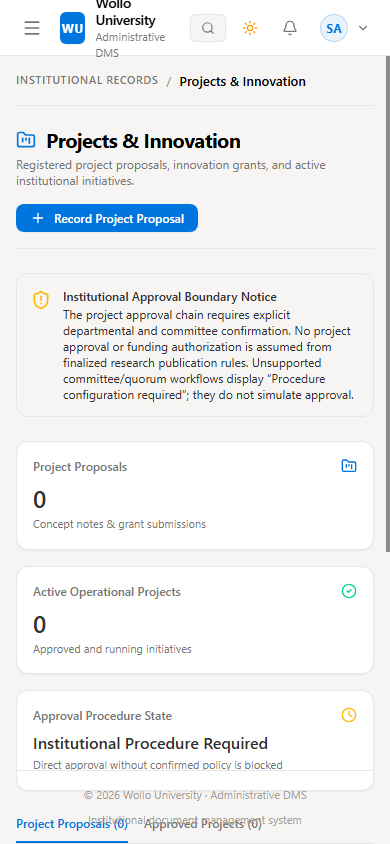 Wollo
University
Administrative
DMS
WU
SA
INSTITUTIONAL RECORDS / Projects & Innovation
Projects & Innovation
Registered project proposals, innovation grants, and active
institutional initiatives.
+ Record Project Proposal
Institutional Approval Boundary Notice
The project approval chain requires explicit
departmental and committee confirmation. No project
approval or funding authorization is assumed from
finalized research publication rules. Unsupported
committee/quorum workflows display “Procedure
configuration required”; they do not simulate approval.
Project Proposals
0
Concept notes & grant submissions
Active Operational Projects
0
Approved and running initiatives
Approval Procedure State
Institutional Procedure Required
Direct approval without confirmed policy is blocked
© 2026 Wollo University · Administrative DMS
Institutional document management system
Project Proposals (0) Approved Projects (0)